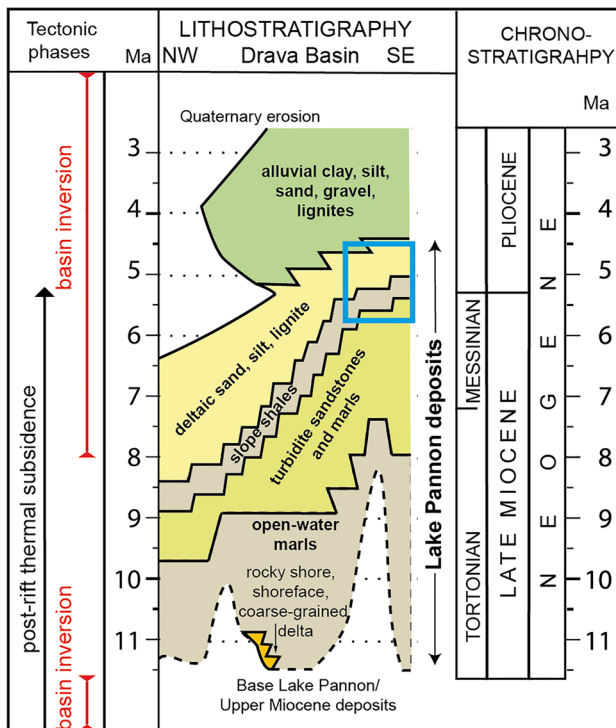 Tectonic
phases
Ma
LITHOSTRATIGRAPHY
NW Drava Basin SE
CHRONO-
STRATIGRAHPY
Ma
Quaternary erosion
alluvial clay, silt,
sand, gravel,
lignites
deltaic sand, silt, lignite
slope shales
turbidite sandstones
and marls
open-water
marls
rocky shore,
shoreface,
coarse-grained
delta
Base Lake Pannon/
Upper Miocene deposits
Lake Pannon deposits
basin inversion
post-rift thermal subsidence
basin inversion
3
4
5
6
7
8
9
10
11
PLIOCENE
MESSINIAN
TORTONIAN
LATE MIOCENE
NEOGENE
3
4
5
6
7
8
9
10
11